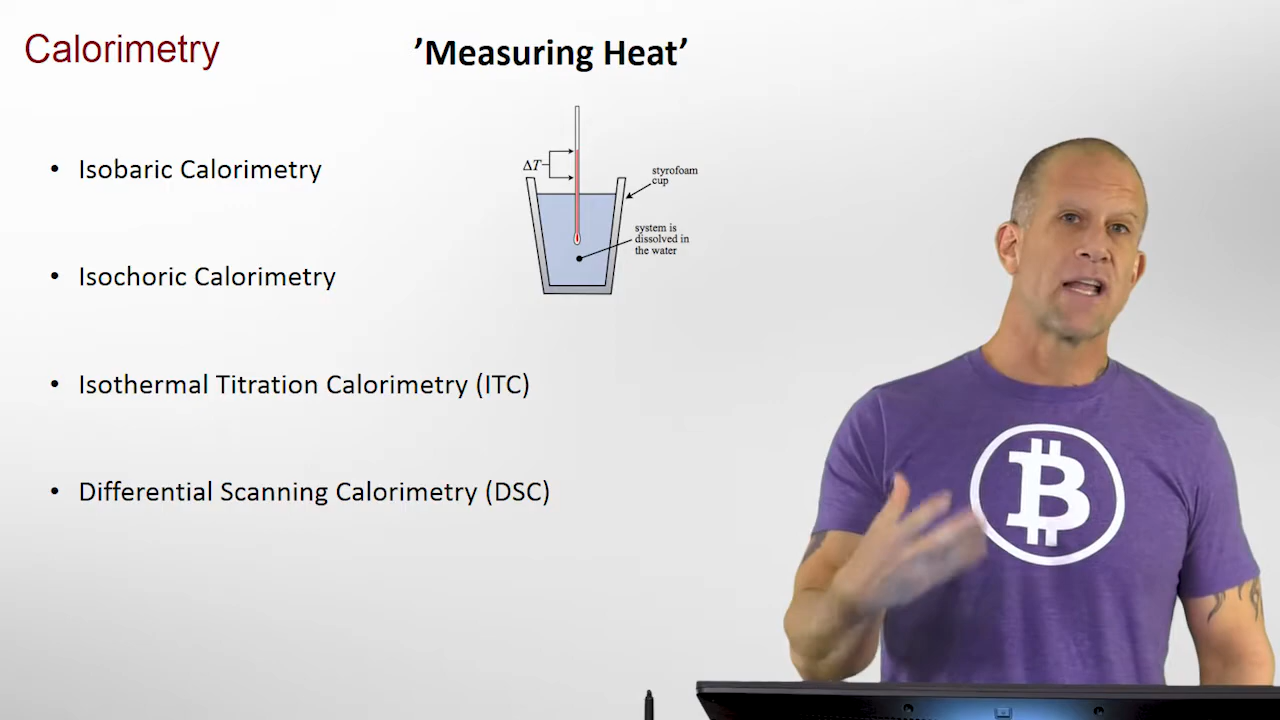 Calorimetry
’Measuring Heat’
• Isobaric Calorimetry
ΔT
styrofoam
cup
system is
dissolved in
the water
• Isochoric Calorimetry
• Isothermal Titration Calorimetry (ITC)
• Differential Scanning Calorimetry (DSC)
₿